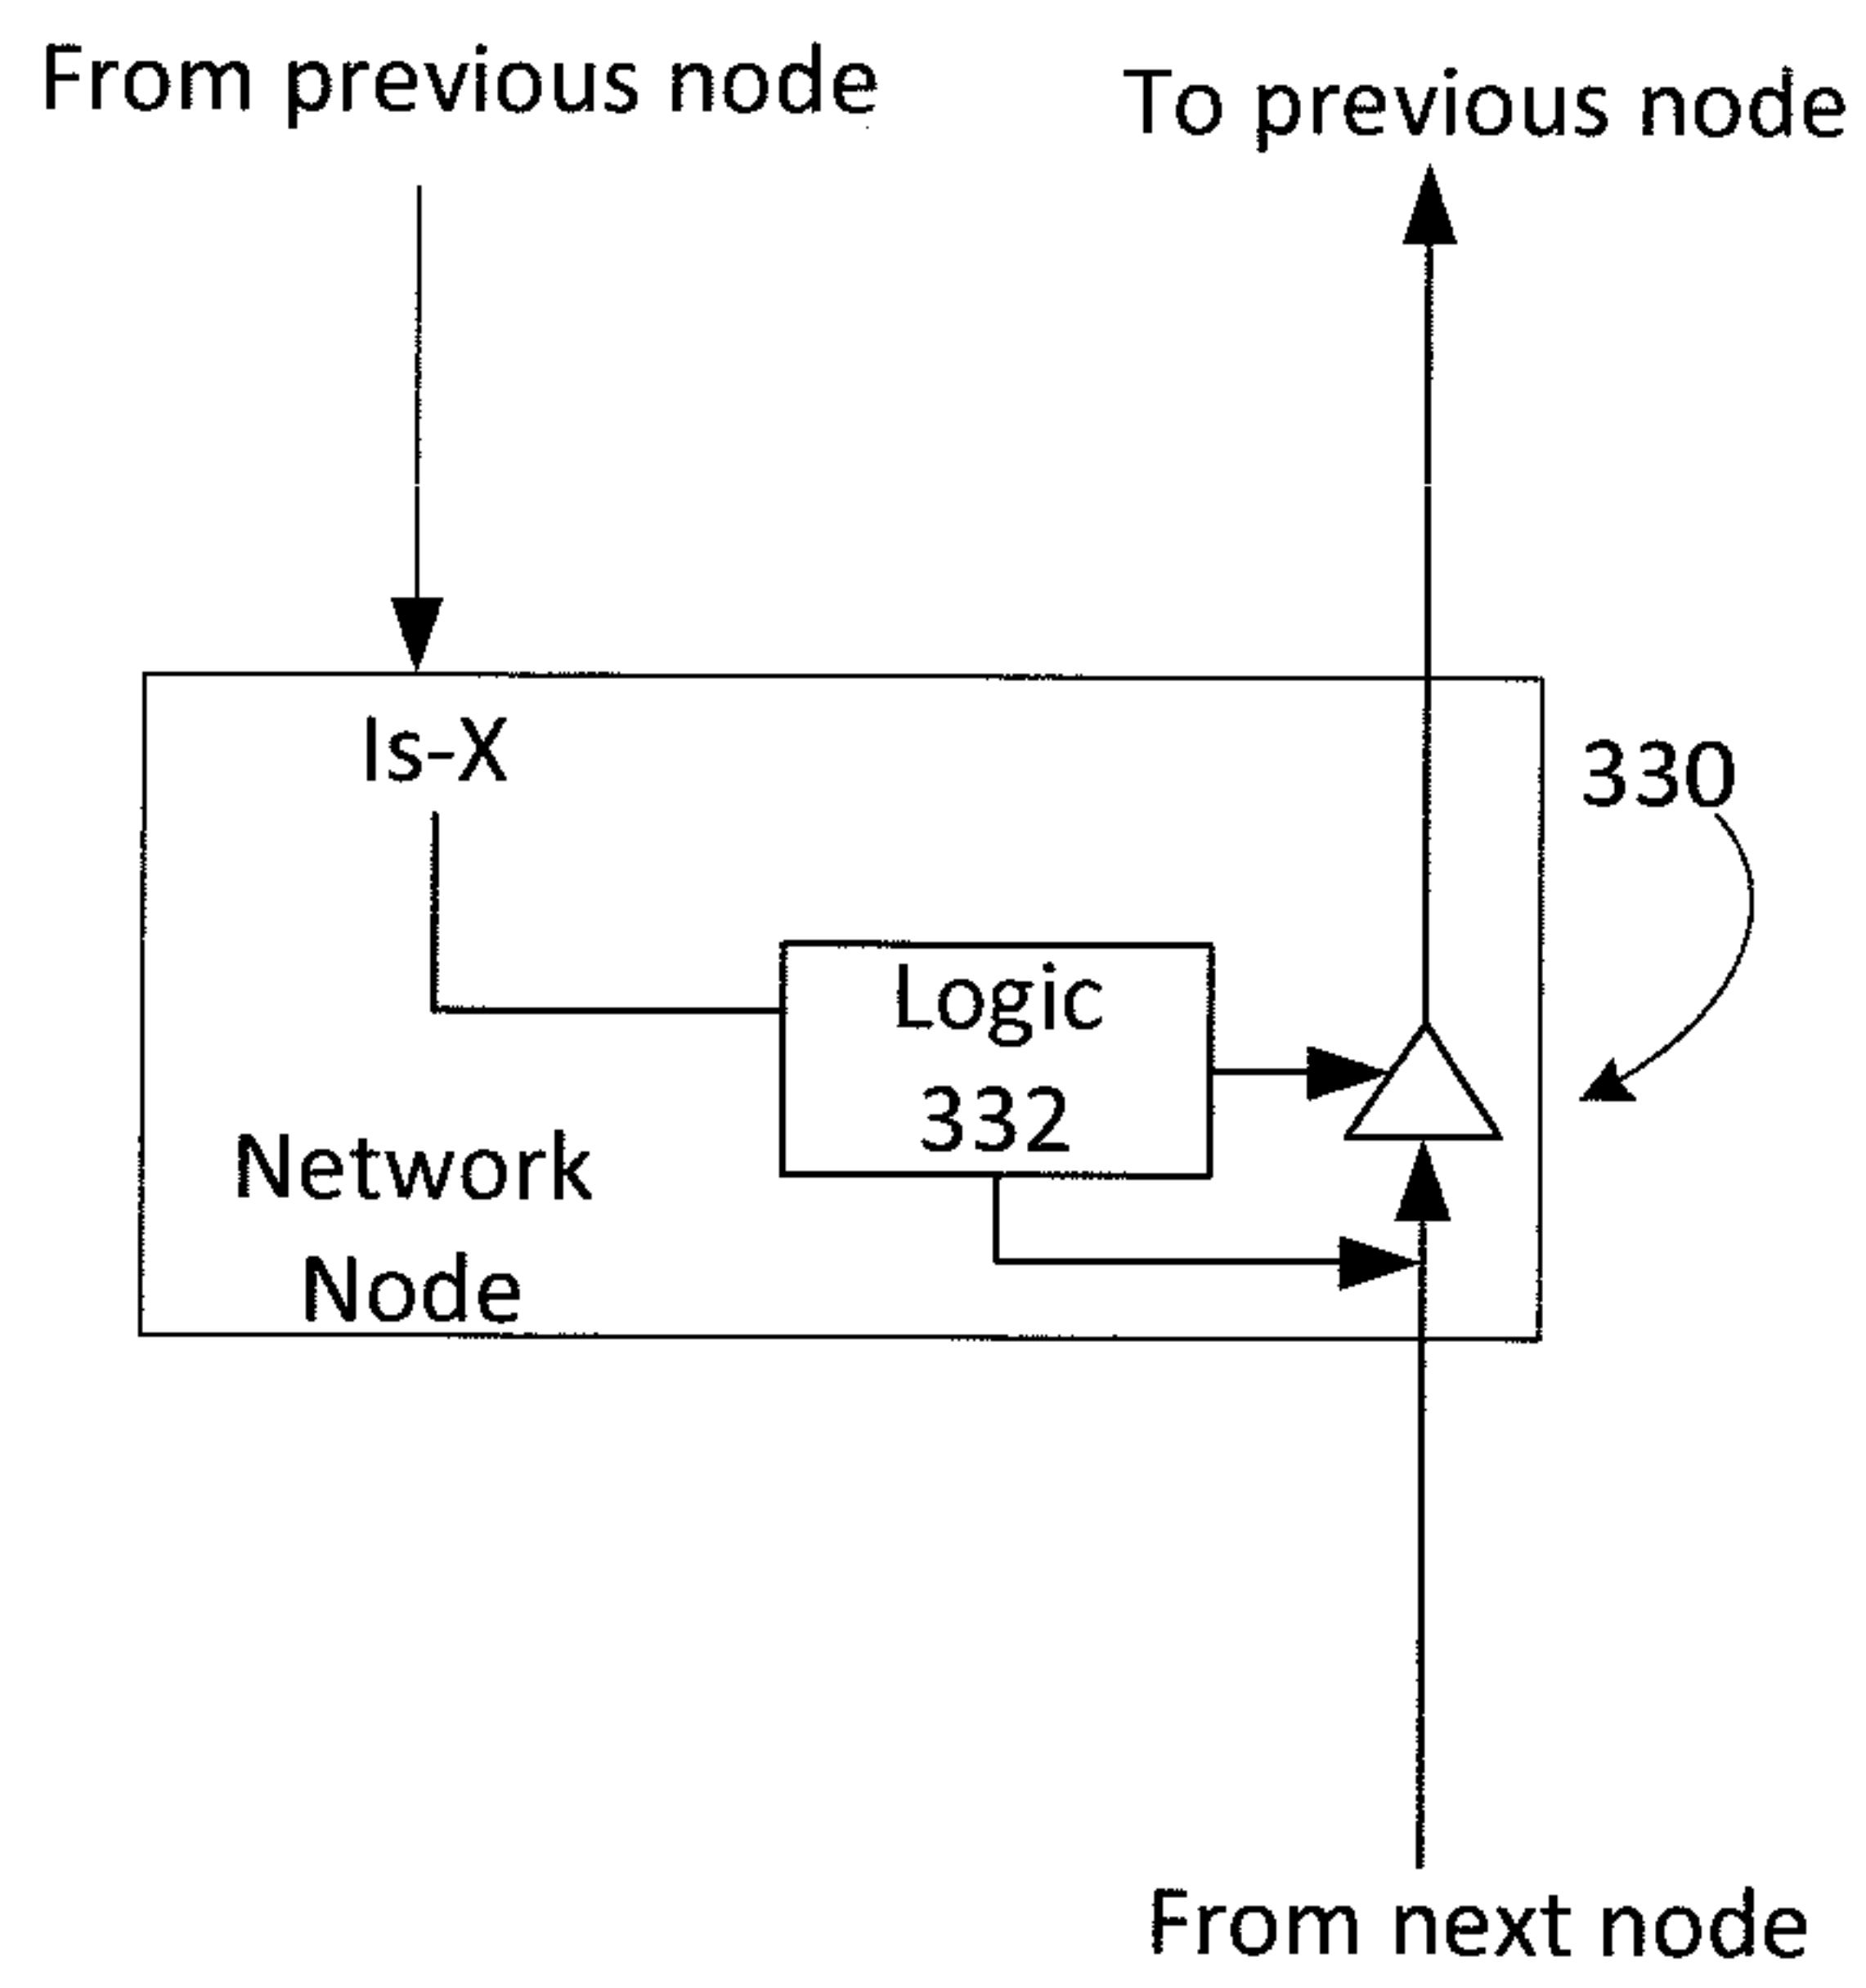 From previous node
To previous node
Is-X
330
Logic
332
Network
Node
From next node